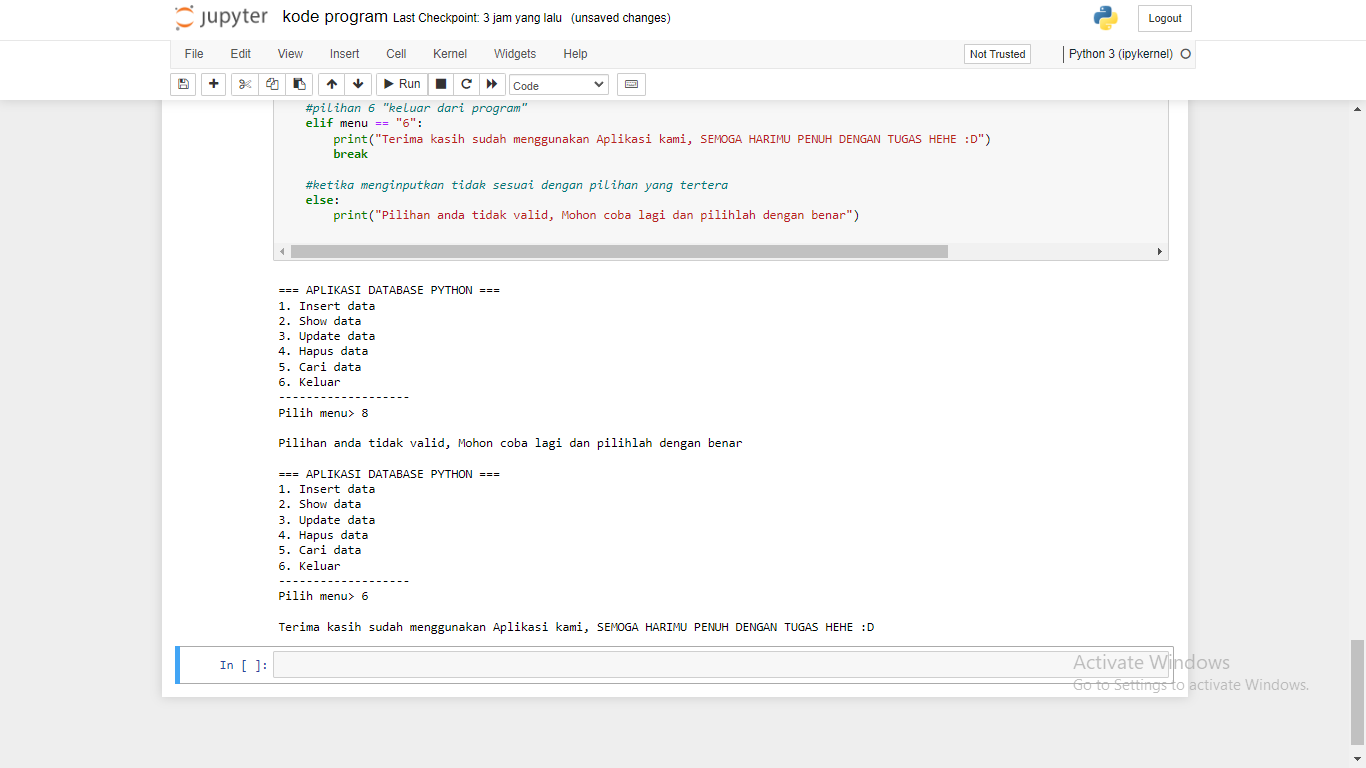 jupyter kode program Last Checkpoint: 3 jam yang lalu (unsaved changes) Logout
File Edit View Insert Cell Kernel Widgets Help Not Trusted Python 3 (ipykernel)
Run Code
#pilihan 6 "keluar dari program"
elif menu == "6":
print("Terima kasih sudah menggunakan Aplikasi kami, SEMOGA HARIMU PENUH DENGAN TUGAS HEHE :D")
break
#ketika menginputkan tidak sesuai dengan pilihan yang tertera
else:
print("Pilihan anda tidak valid, Mohon coba lagi dan pilihlah dengan benar")
=== APLIKASI DATABASE PYTHON ===
1. Insert data
2. Show data
3. Update data
4. Hapus data
5. Cari data
6. Keluar
-------------------
Pilih menu> 8
Pilihan anda tidak valid, Mohon coba lagi dan pilihlah dengan benar
=== APLIKASI DATABASE PYTHON ===
1. Insert data
2. Show data
3. Update data
4. Hapus data
5. Cari data
6. Keluar
-------------------
Pilih menu> 6
Terima kasih sudah menggunakan Aplikasi kami, SEMOGA HARIMU PENUH DENGAN TUGAS HEHE :D
In [ ]:
Activate Windows
Go to Settings to activate Windows.